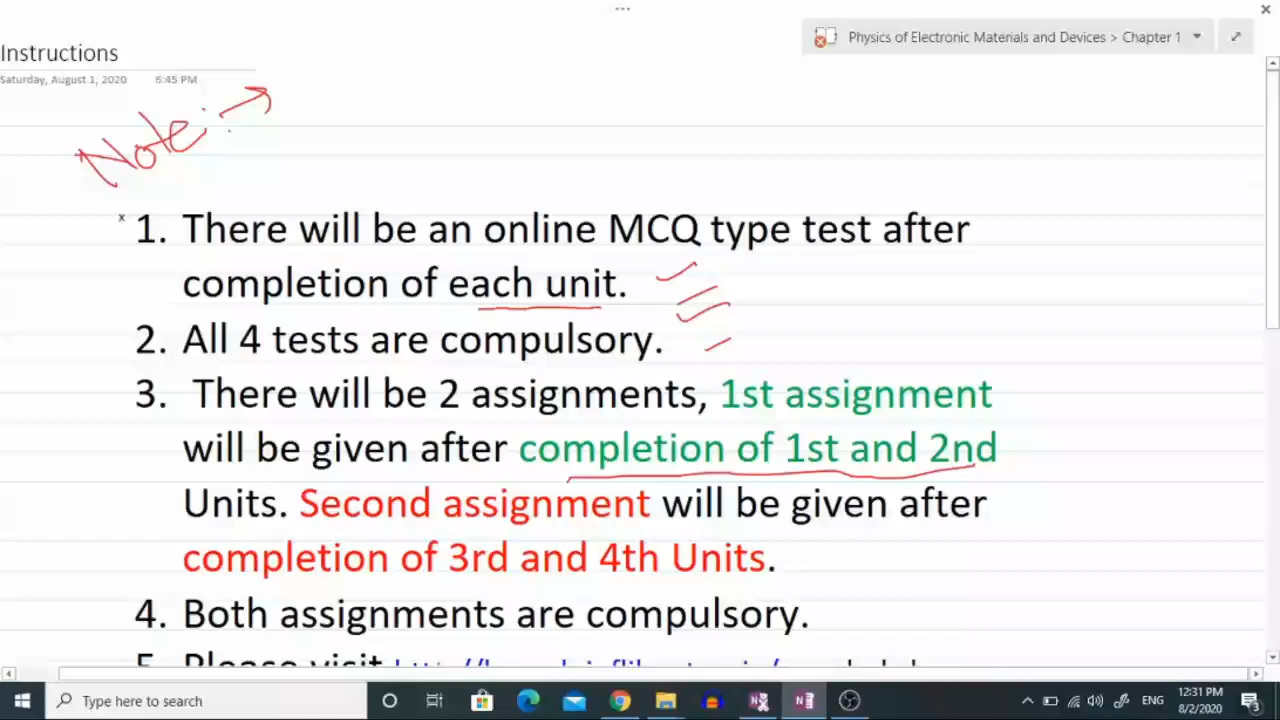 Instructions
Physics of Electronic Materials and Devices > Chapter 1
Saturday, August 1, 2020 6:45 PM
Note:→
1. There will be an online MCQ type test after
completion of each unit.
2. All 4 tests are compulsory.
3. There will be 2 assignments, 1st assignment
will be given after completion of 1st and 2nd
Units. Second assignment will be given after
completion of 3rd and 4th Units.
4. Both assignments are compulsory.
5. Please visit
Type here to search
ENG
12:31 PM
8/2/2020
3